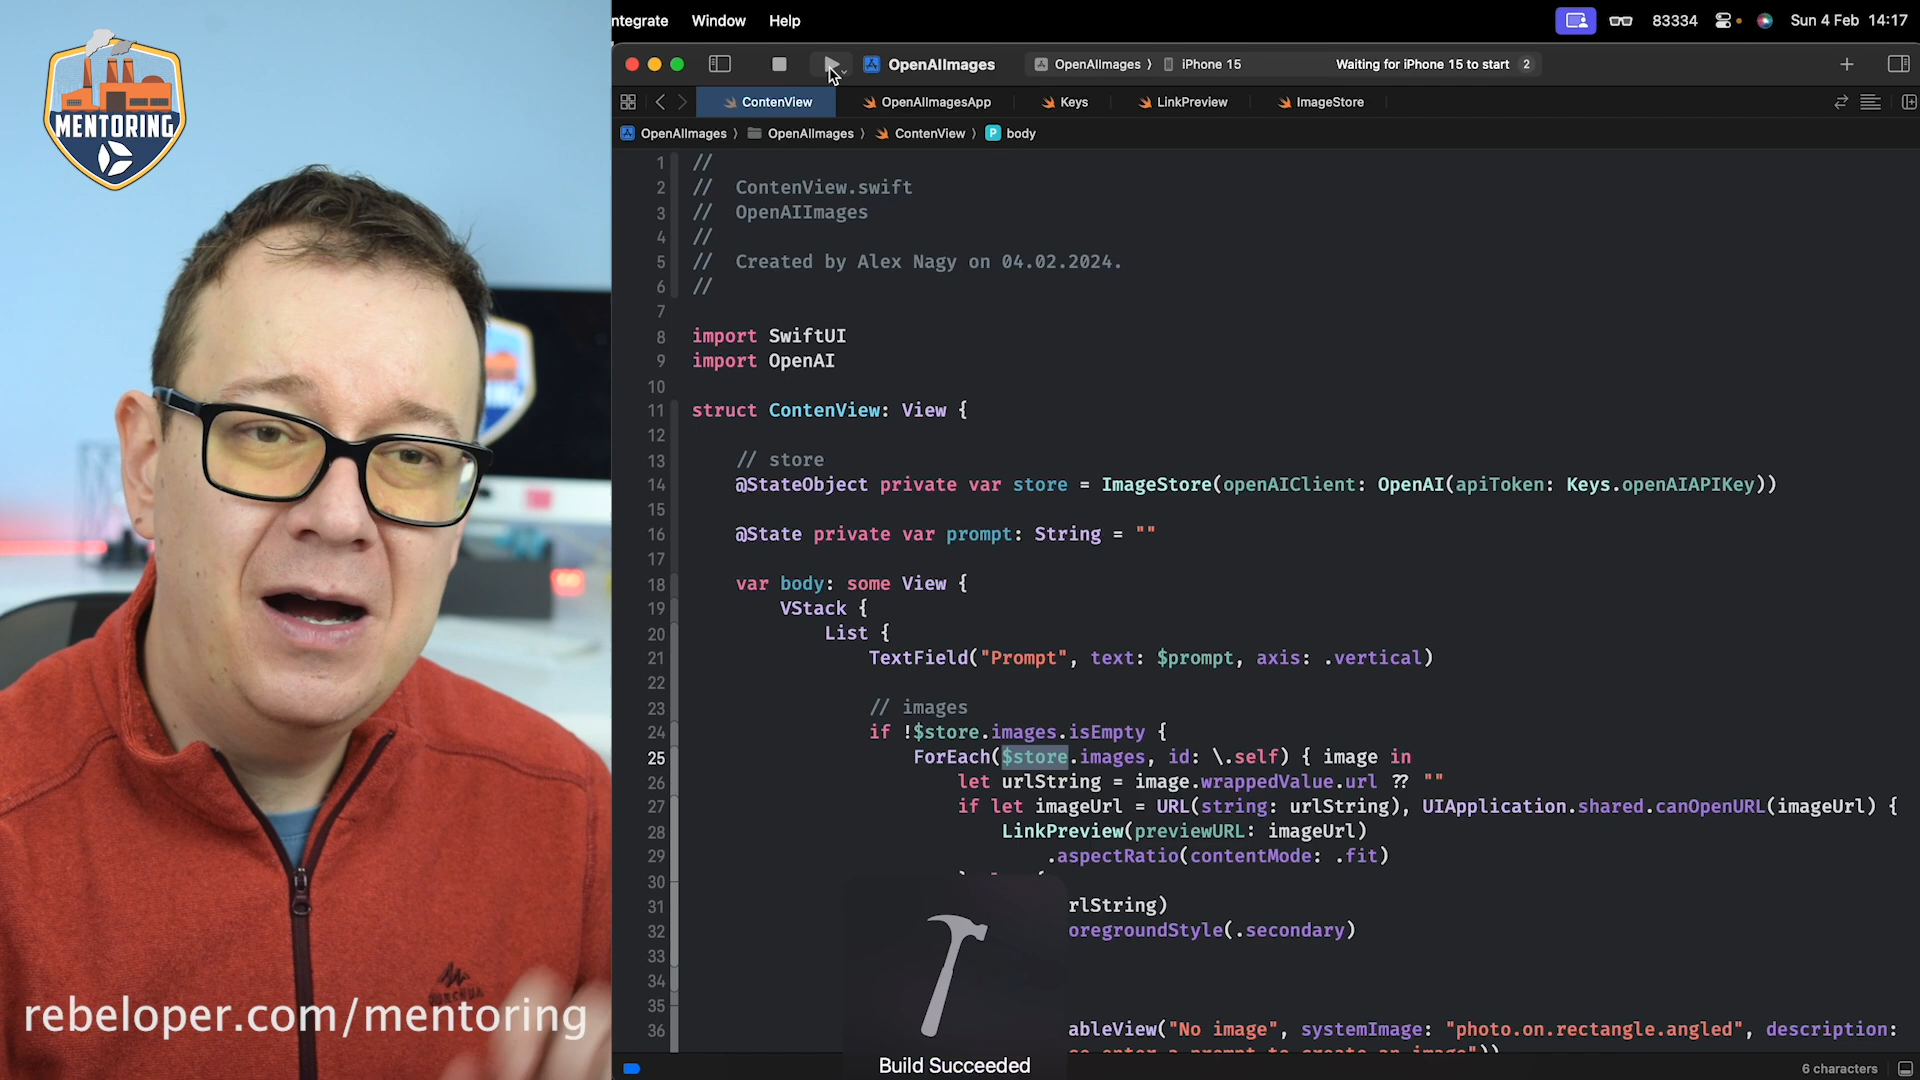 MENTORING
rebeloper.com/mentoring
ntegrate Window Help
83334 Sun 4 Feb 14:17
OpenAIImages
OpenAIImages iPhone 15 Waiting for iPhone 15 to start 2
ContenView OpenAIImagesApp Keys LinkPreview ImageStore
OpenAIImages OpenAIImages ContenView P body
1 //
2 // ContenView.swift
3 // OpenAIImages
4 //
5 // Created by Alex Nagy on 04.02.2024.
6 //
7
8 import SwiftUI
9 import OpenAI
10
11 struct ContenView: View {
12
13 // store
14 @StateObject private var store = ImageStore(openAIClient: OpenAI(apiToken: Keys.openAIAPIKey))
15
16 @State private var prompt: String = ""
17
18 var body: some View {
19 VStack {
20 List {
21 TextField("Prompt", text: $prompt, axis: .vertical)
22
23 // images
24 if !$store.images.isEmpty {
25 ForEach($store.images, id: \.self) { image in
26 let urlString = image.wrappedValue.url ?? ""
27 if let imageUrl = URL(string: urlString), UIApplication.shared.canOpenURL(imageUrl) {
28 LinkPreview(previewURL: imageUrl)
29 .aspectRatio(contentMode: .fit)
30
31 rlString)
32 oregroundStyle(.secondary)
33
34
35
36 ableView("No image", systemImage: "photo.on.rectangle.angled", description:
se enter a prompt to create an image"))
Build Succeeded
6 characters